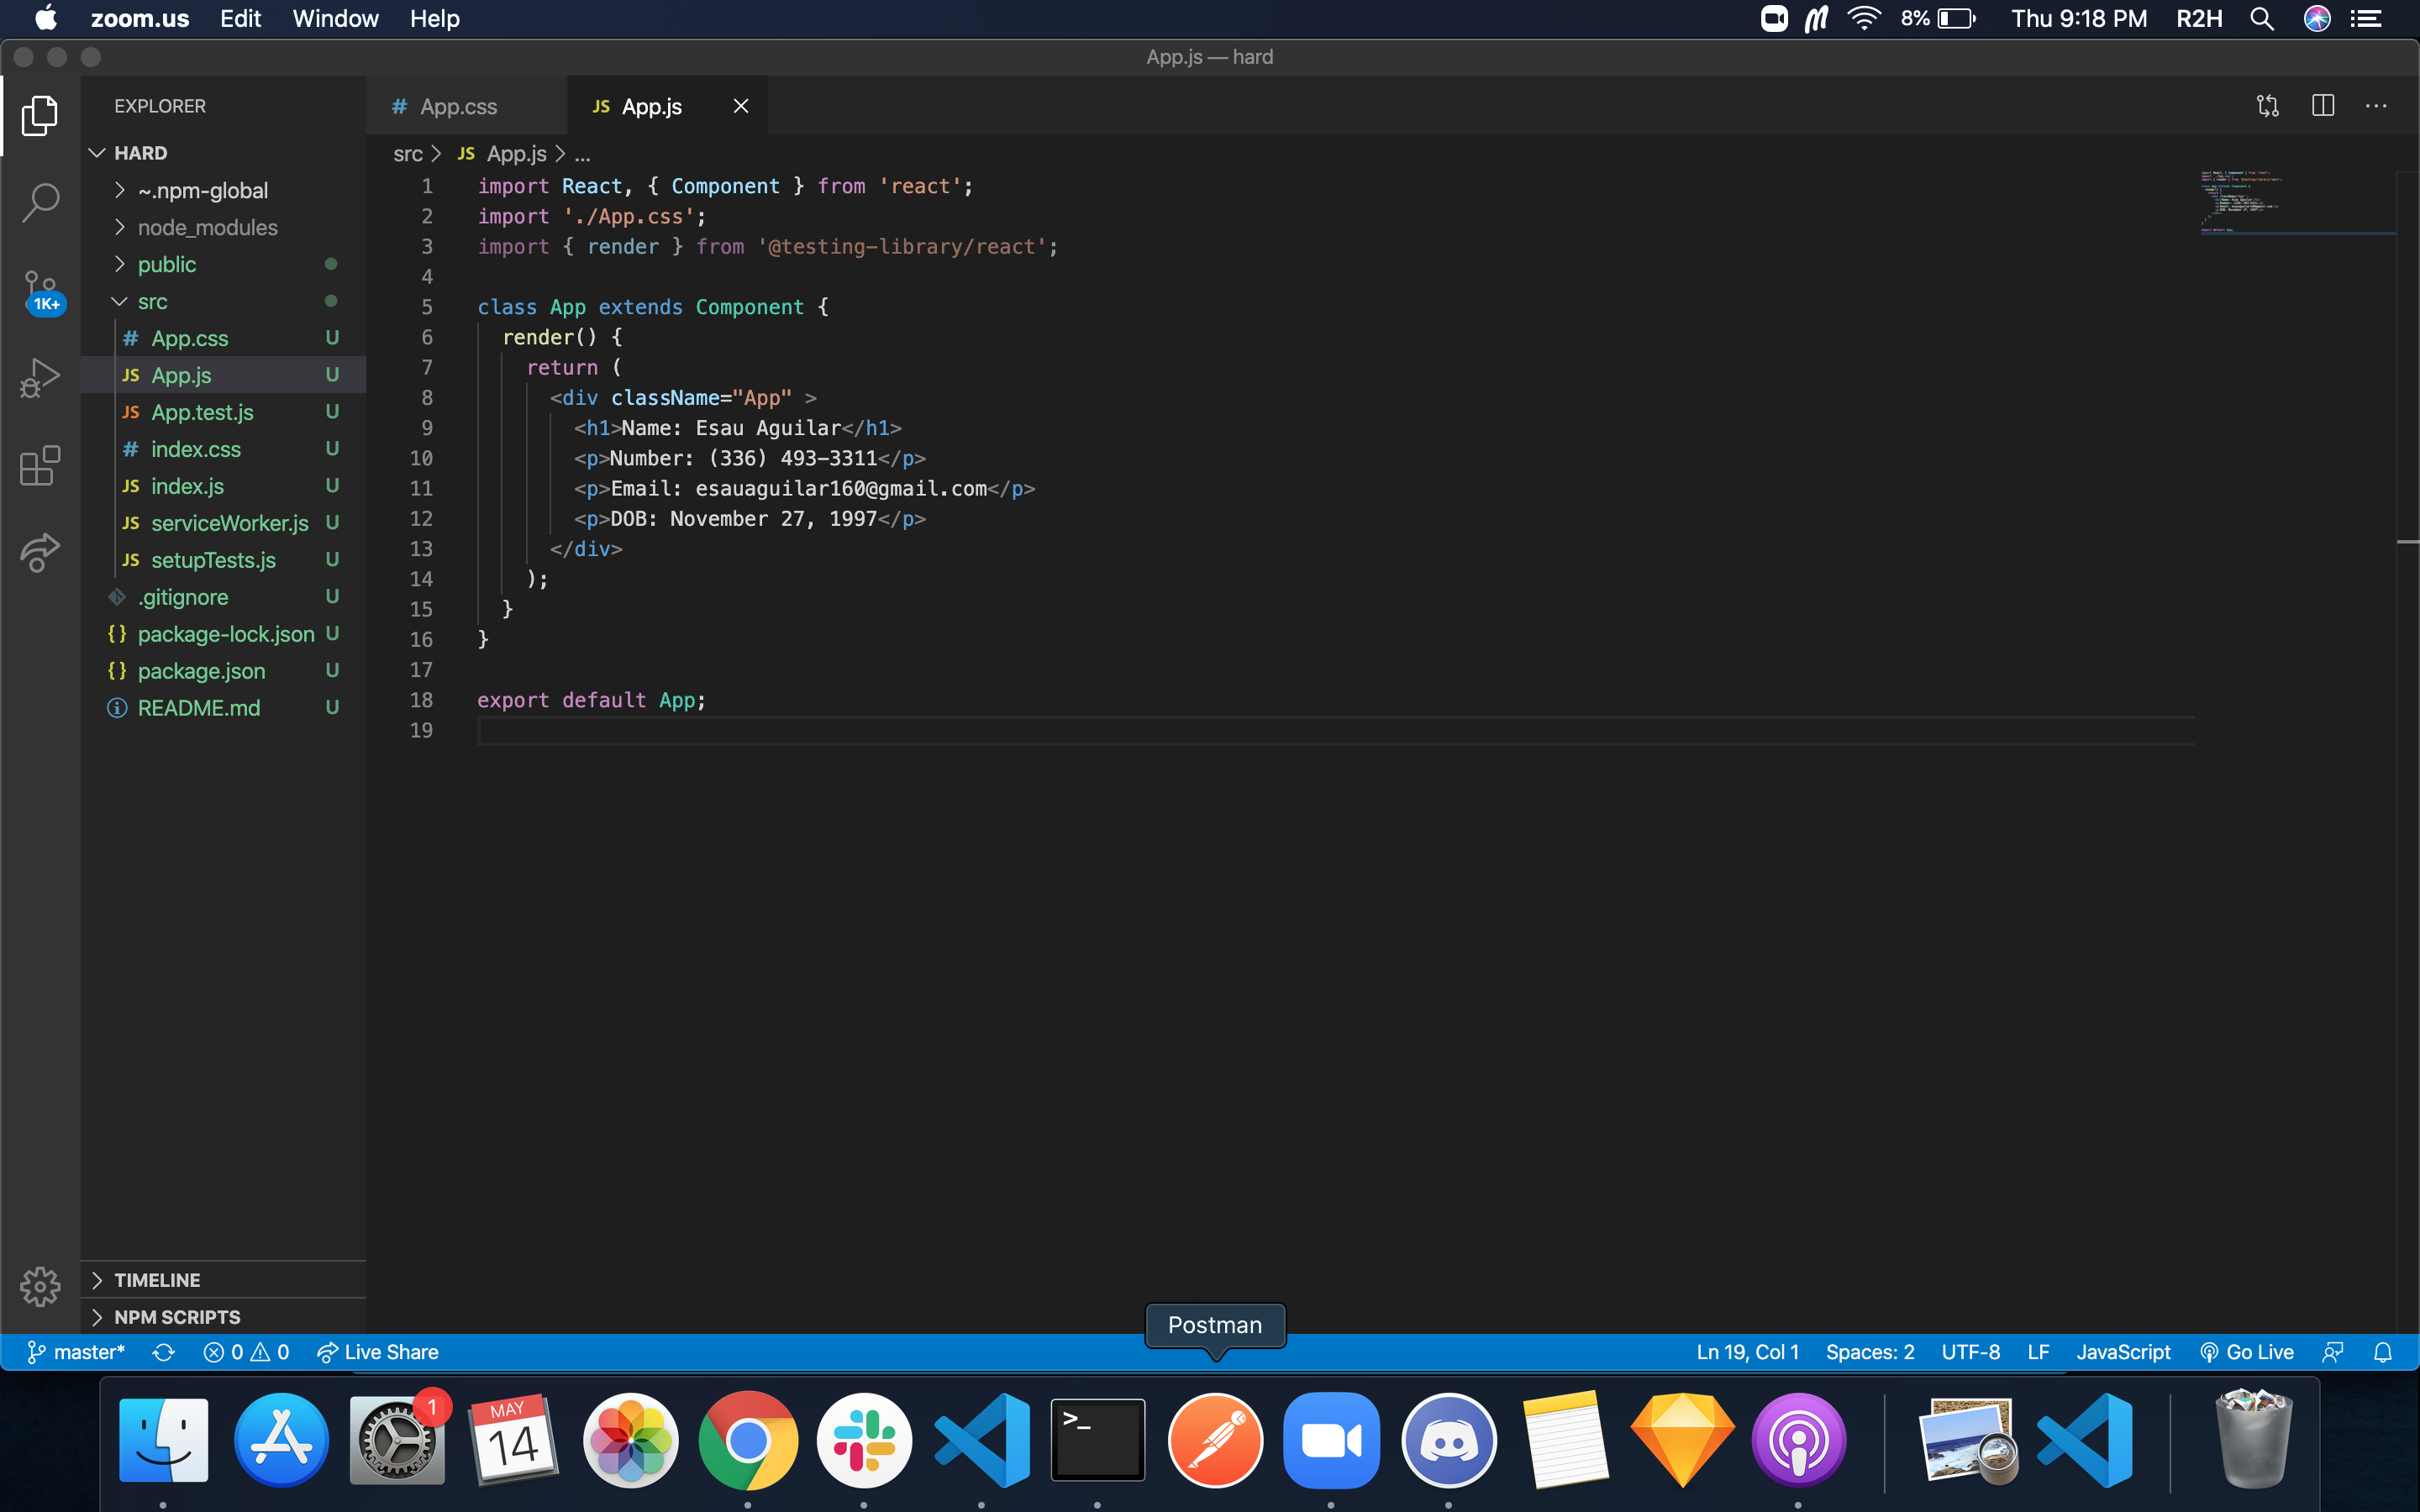 zoom.us Edit Window Help 8% Thu 9:18 PM R2H
App.js — hard
EXPLORER
# App.css JS App.js
HARD
src > JS App.js > ...
~.npm-global
node_modules
public
src
# App.css U
JS App.js U
JS App.test.js U
# index.css U
JS index.js U
JS serviceWorker.js U
JS setupTests.js U
.gitignore U
{} package-lock.json U
{} package.json U
README.md U
1K+
1 import React, { Component } from 'react';
2 import './App.css';
3 import { render } from '@testing-library/react';
4
5 class App extends Component {
6 render() {
7 return (
8 <div className="App" >
9 <h1>Name: Esau Aguilar</h1>
10 <p>Number: (336) 493-3311</p>
11 <p>Email: esauaguilar160@gmail.com</p>
12 <p>DOB: November 27, 1997</p>
13 </div>
14 );
15 }
16 }
17
18 export default App;
19
TIMELINE
NPM SCRIPTS
Postman
master* 0 0 Live Share Ln 19, Col 1 Spaces: 2 UTF-8 LF JavaScript Go Live
1
MAY
14
>_